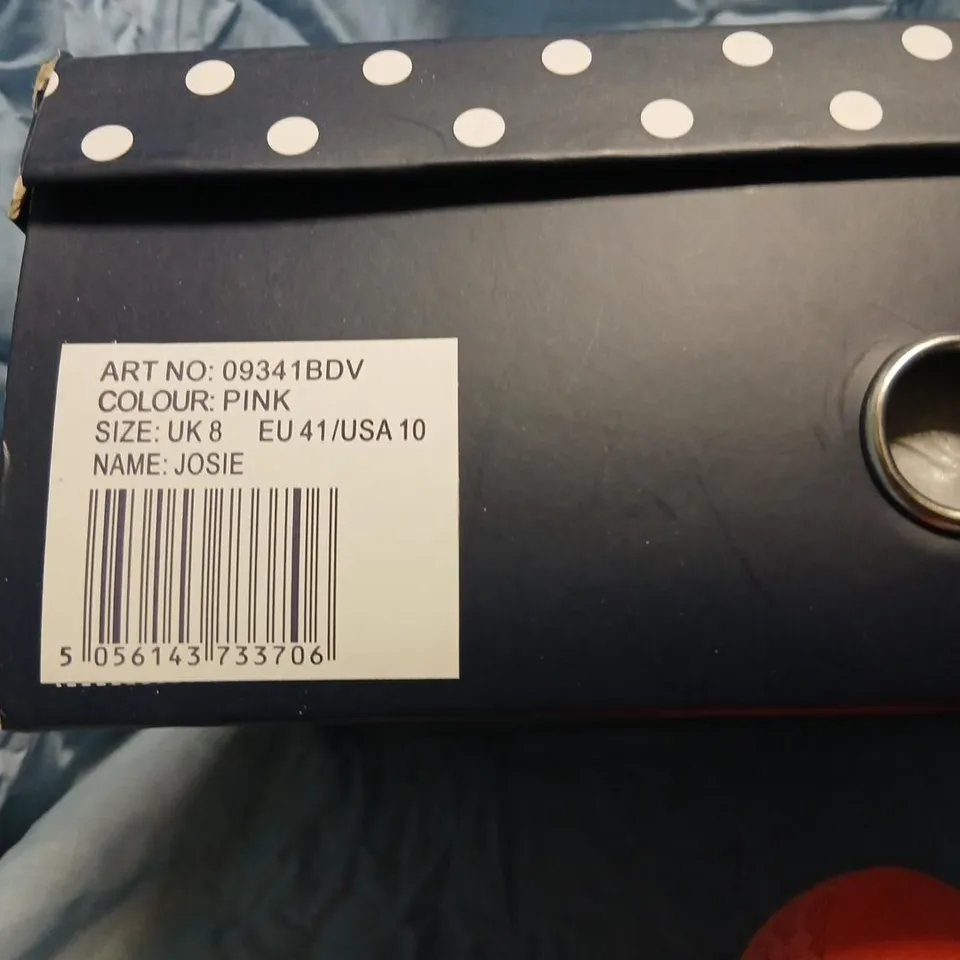 ART NO: 09341BDV
COLOUR: PINK
SIZE: UK 8 EU 41/USA 10
NAME: JOSIE
5 056143 733706